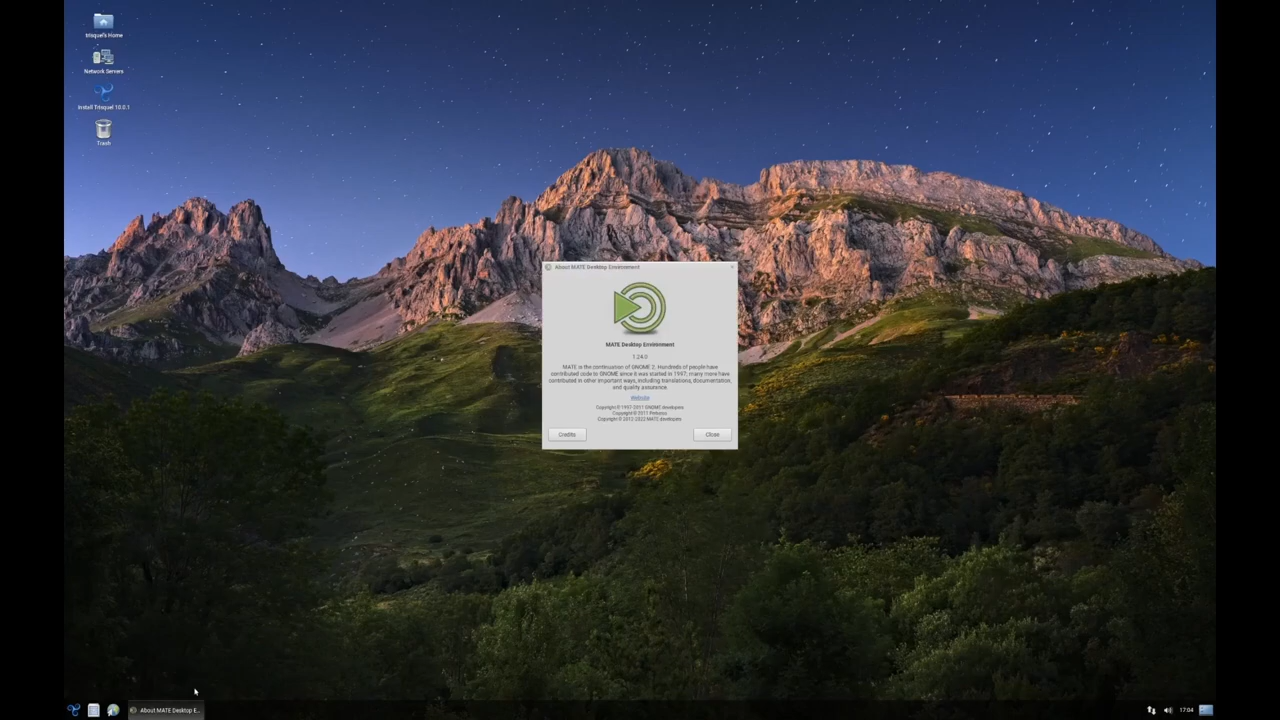 trisquel's Home
Network Servers
Install Trisquel 10.0.1
Trash
About MATE Desktop Environment
MATE Desktop Environment
1.24.0
MATE is the continuation of GNOME 2. Hundreds of people have
contributed code to GNOME since it was started in 1997; many more have
contributed in other important ways, including translations, documentation,
and quality assurance
Website
Copyright © 1997-2011 GNOME developers
Copyright © 2011 Perberos
Copyright © 2012-2020 MATE developers
Credits
Close
About MATE Desktop E...
17:04